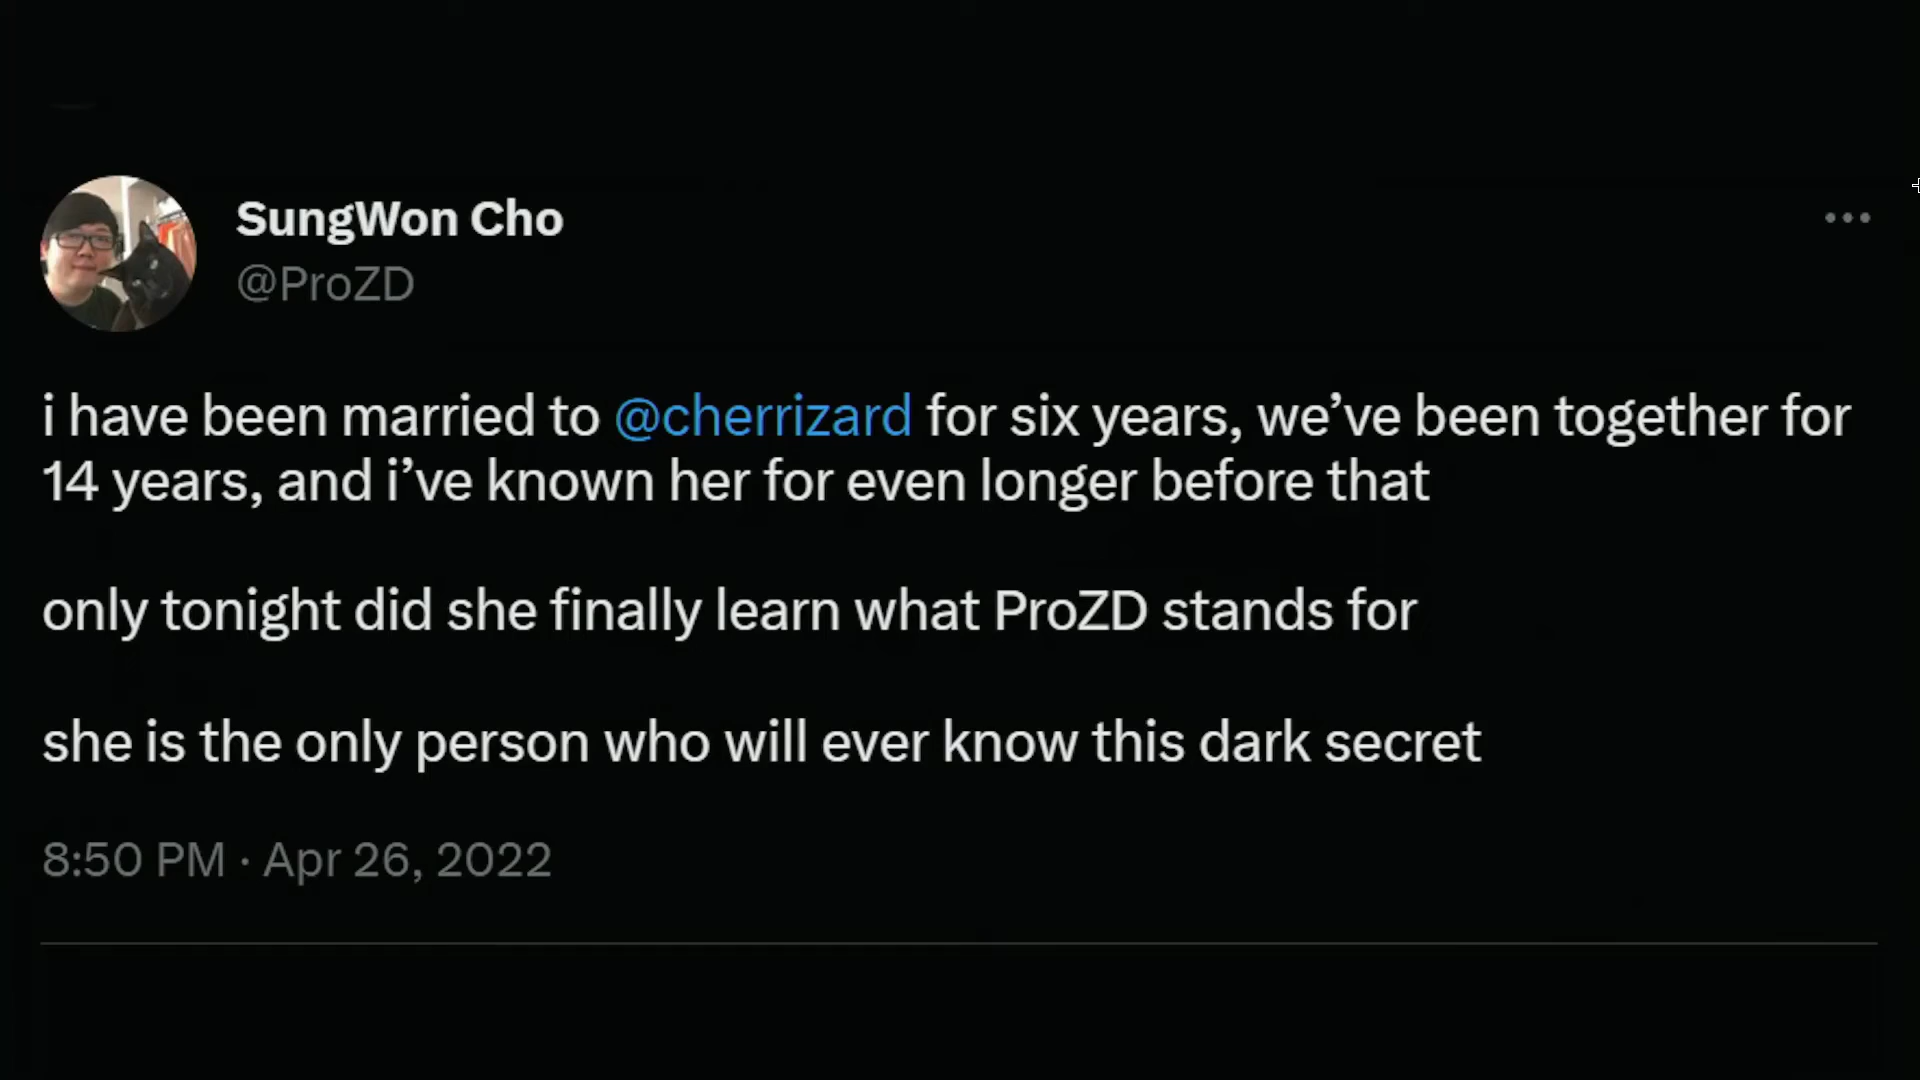 SungWon Cho
@ProZD
i have been married to @cherrizard for six years, we’ve been together for
14 years, and i’ve known her for even longer before that
only tonight did she finally learn what ProZD stands for
she is the only person who will ever know this dark secret
8:50 PM · Apr 26, 2022